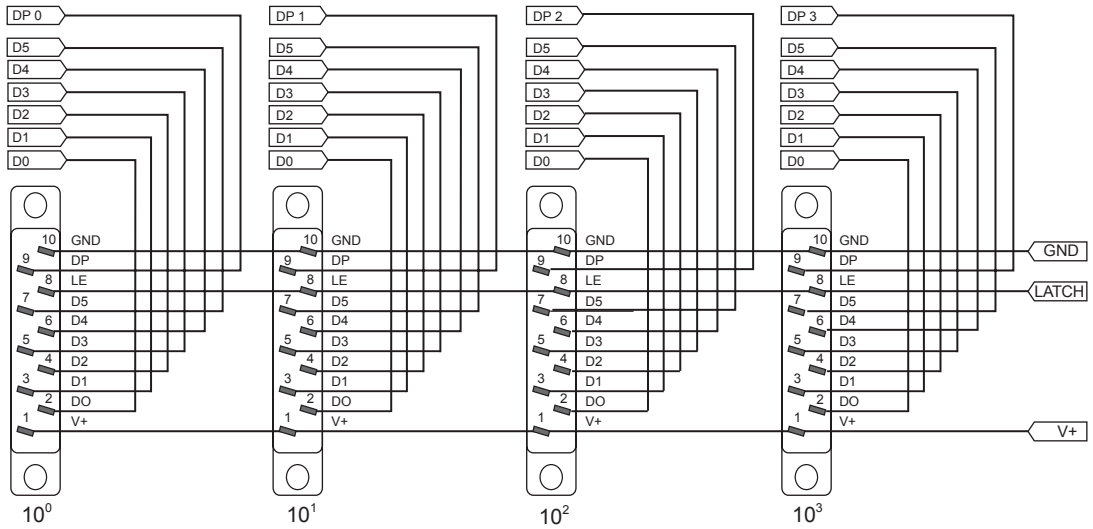 DP 0 DP 1 DP 2 DP 3
D5 D5 D5 D5
D4 D4 D4 D4
D3 D3 D3 D3
D2 D2 D2 D2
D1 D1 D1 D1
D0 D0 D0 D0
10 GND 10 GND 10 GND 10 GND GND
9 DP 9 DP 9 DP 9 DP
8 LE 8 LE 8 LE 8 LE LATCH
7 D5 7 D5 7 D5 7 D5
6 D4 6 D4 6 D4 6 D4
5 D3 5 D3 5 D3 5 D3
4 D2 4 D2 4 D2 4 D2
3 D1 3 D1 3 D1 3 D1
2 DO 2 DO 2 DO 2 DO
1 V+ 1 V+ 1 V+ 1 V+ V+
10⁰ 10¹ 10² 10³